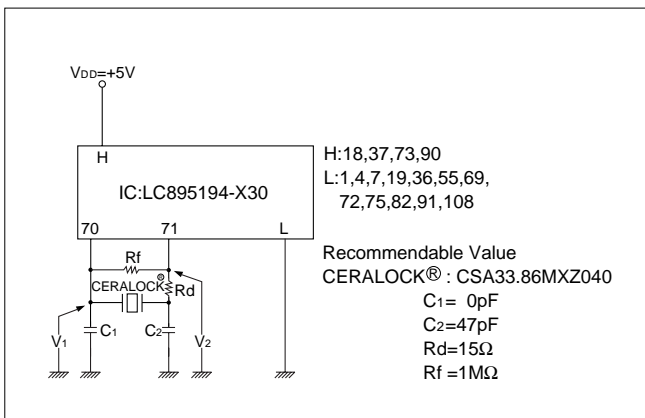 VDD=+5V
H
IC:LC895194-X30
70 71 L
Rf
CERALOCK®
Rd
C1 C2
V1 V2
H:18,37,73,90
L:1,4,7,19,36,55,69,
72,75,82,91,108
Recommendable Value
CERALOCK® : CSA33.86MXZ040
C1= 0pF
C2=47pF
Rd=15Ω
Rf =1MΩ